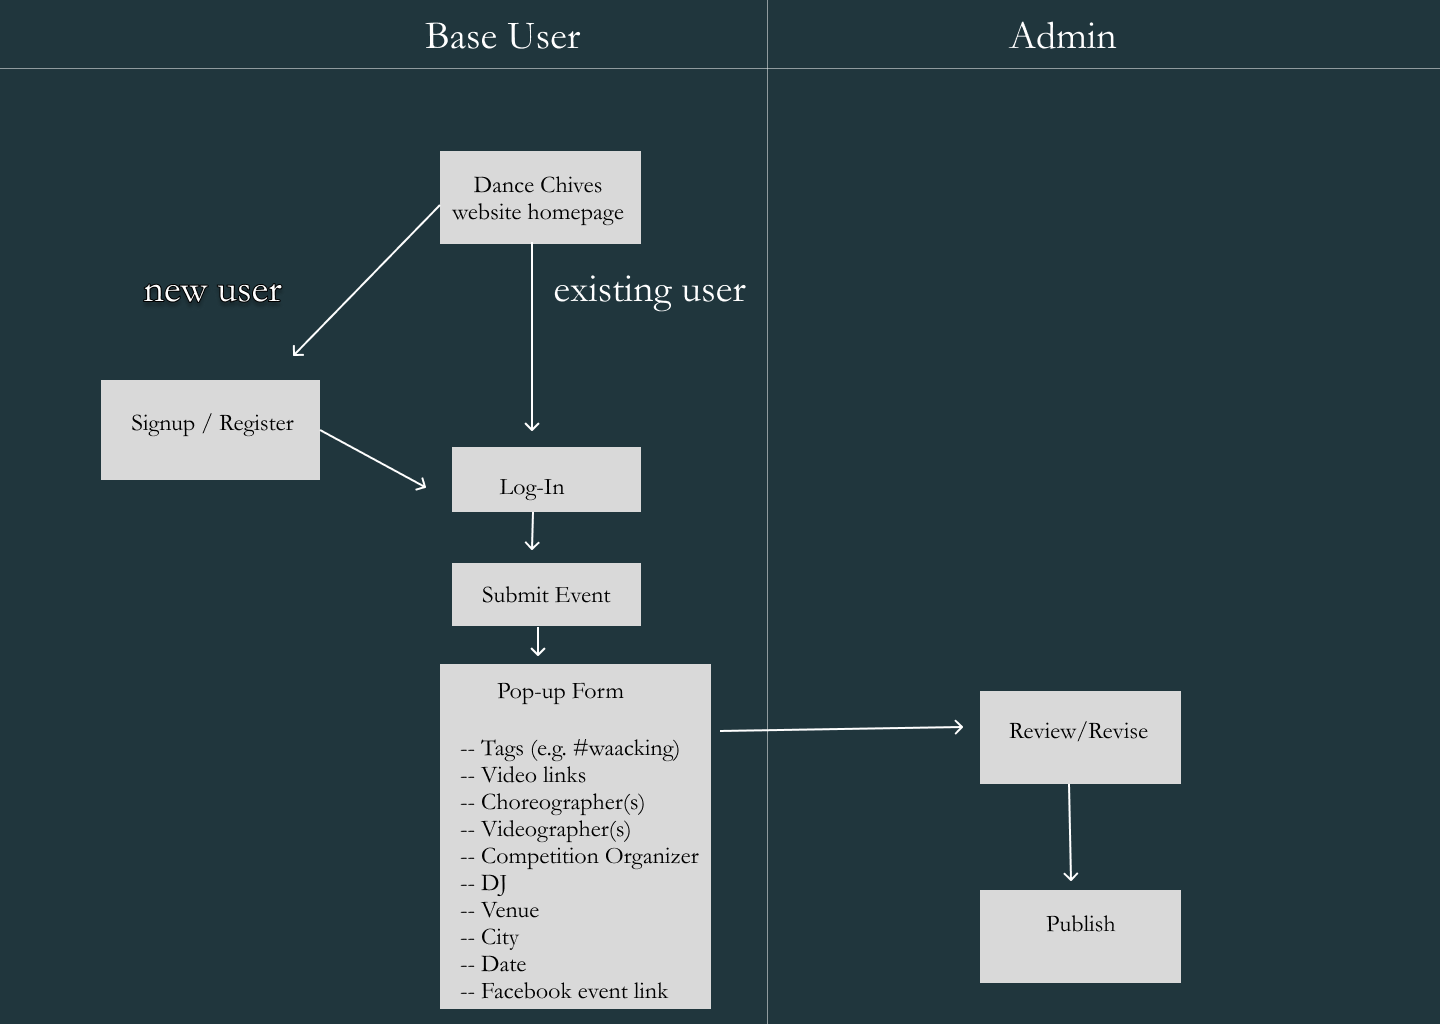 Base User
Admin
Dance Chives
website homepage
new user
existing user
Signup / Register
Log-In
Submit Event
Pop-up Form
-- Tags (e.g. #waacking)
-- Video links
-- Choreographer(s)
-- Videographer(s)
-- Competition Organizer
-- DJ
-- Venue
-- City
-- Date
-- Facebook event link
Review/Revise
Publish